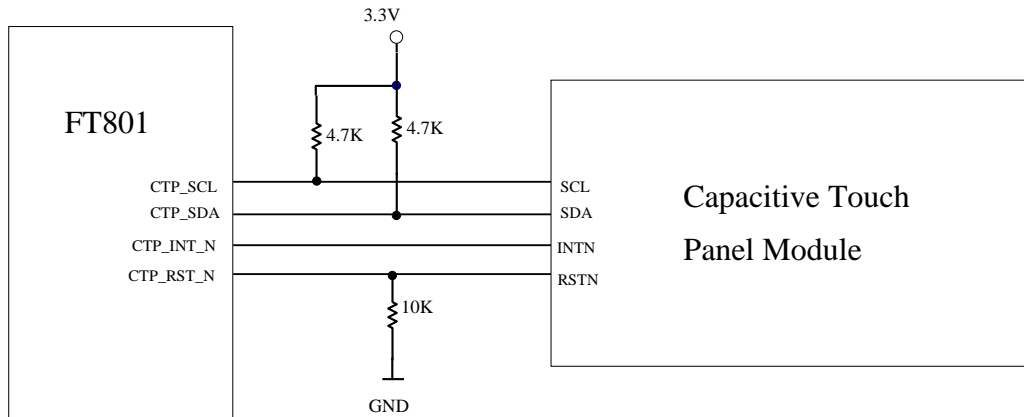 3.3V
FT801
4.7K
4.7K
CTP_SCL
SCL
CTP_SDA
SDA
CTP_INT_N
INTN
CTP_RST_N
RSTN
Capacitive Touch
Panel Module
10K
GND